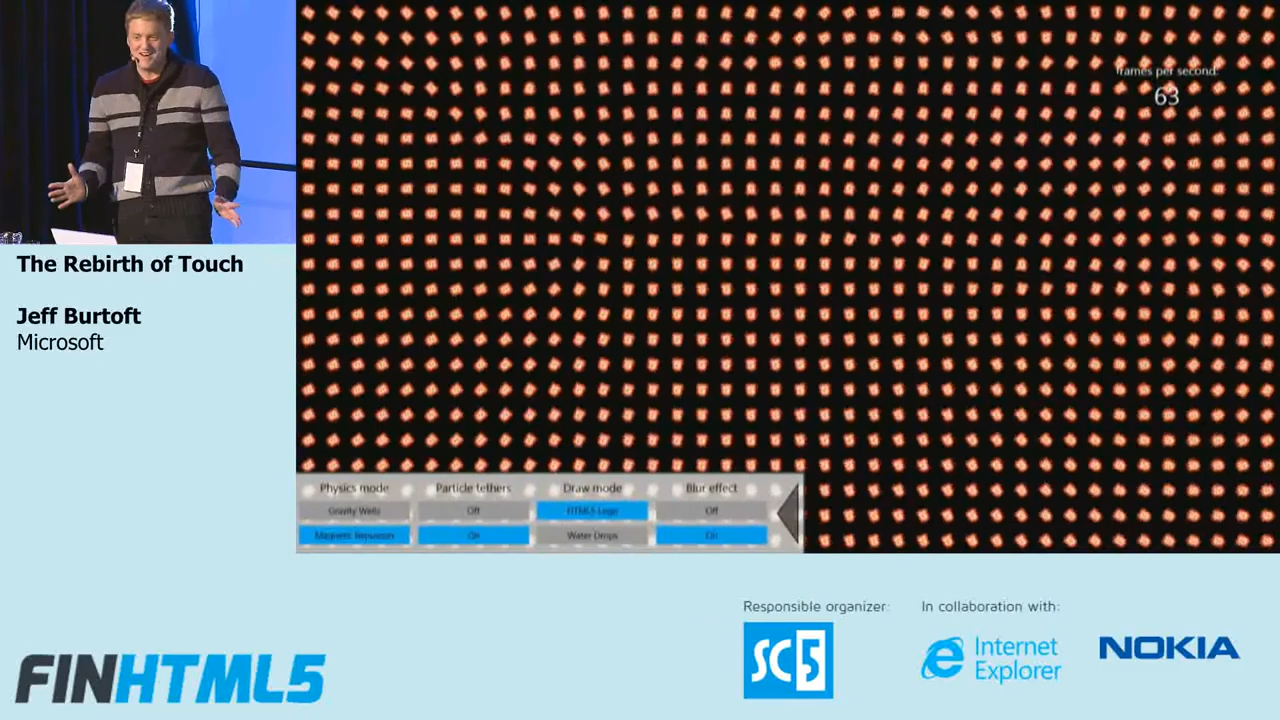 frames per second:
63
The Rebirth of Touch
Jeff Burtoft
Microsoft
Physics mode
Particle tethers
Draw mode
Blur effect
Gravity Wells
Off
HTML5 Logo
Off
Magnetic Repulsion
On
Water Drops
On
Responsible organizer:
In collaboration with:
SC5
Internet
Explorer
NOKIA
FINHTML5